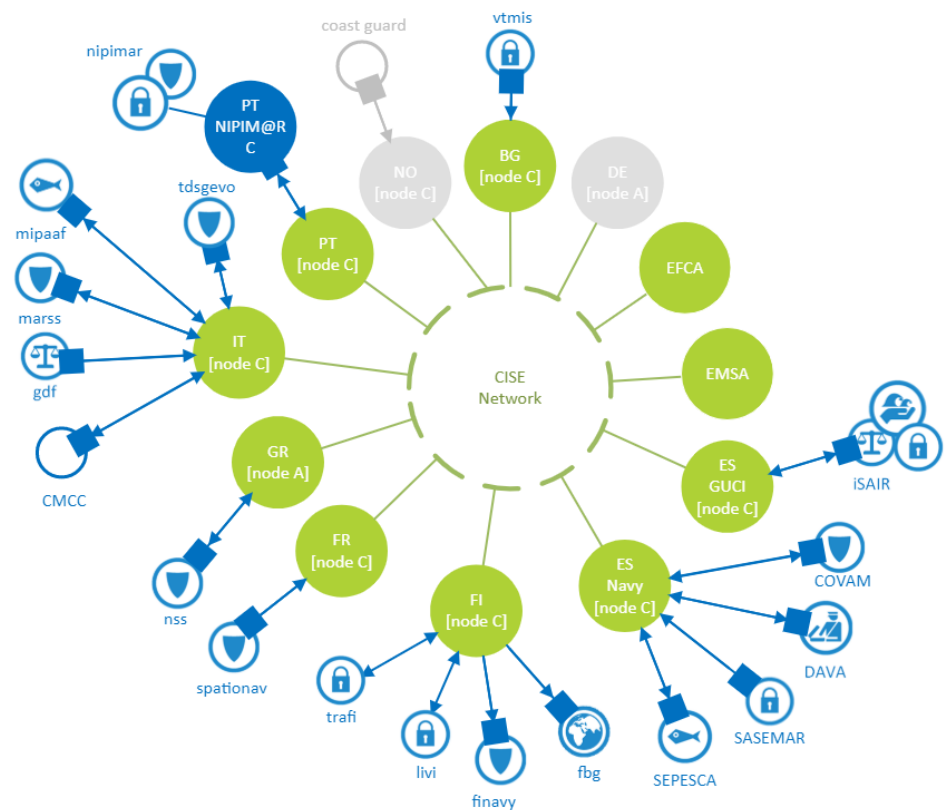 coast guard
vtmis
nipimar
PT
NIPIM@R
C
NO
[node C]
BG
[node C]
DE
[node A]
tdsgevo
mipaaf
PT
[node C]
EFCA
marss
IT
[node C]
gdf
CISE
Network
EMSA
CMCC
GR
[node A]
ES
GUCI
[node C]
iSAIR
FR
[node C]
ES
Navy
[node C]
COVAM
nss
FI
[node C]
DAVA
spationav
trafi
SASEMAR
livi
finavy
fbg
SEPESCA